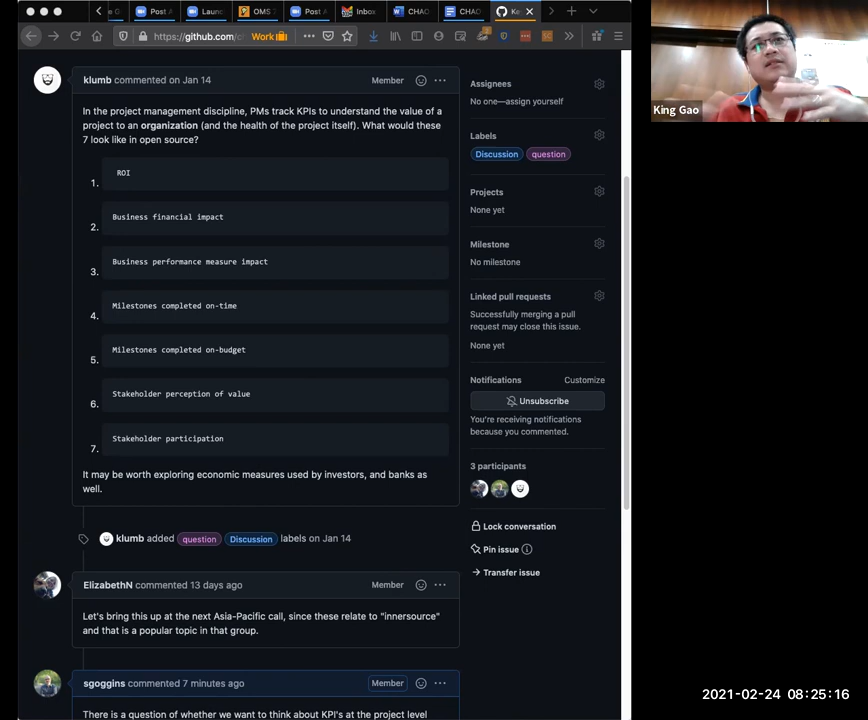 Post A
Launc
OMS
Post A
Inbox
CHAO
CHAO
Ke
https://github.com/c
Work
klumb commented on Jan 14
Member
In the project management discipline, PMs track KPIs to understand the value of a
project to an organization (and the health of the project itself). What would these
7 look like in open source?
1. ROI
2. Business financial impact
3. Business performance measure impact
4. Milestones completed on-time
5. Milestones completed on-budget
6. Stakeholder perception of value
7. Stakeholder participation
It may be worth exploring economic measures used by investors, and banks as
well.
klumb added question Discussion labels on Jan 14
ElizabethN commented 13 days ago
Member
Let's bring this up at the next Asia-Pacific call, since these relate to "innersource"
and that is a popular topic in that group.
sgoggins commented 7 minutes ago
Member
There is a question of whether we want to think about KPI's at the project level
Assignees
No one—assign yourself
Labels
Discussion question
Projects
None yet
Milestone
No milestone
Linked pull requests
Successfully merging a pull
request may close this issue.
None yet
Notifications
Customize
Unsubscribe
You're receiving notifications
because you commented.
3 participants
Lock conversation
Pin issue
Transfer issue
King Gao
2021-02-24 08:25:16